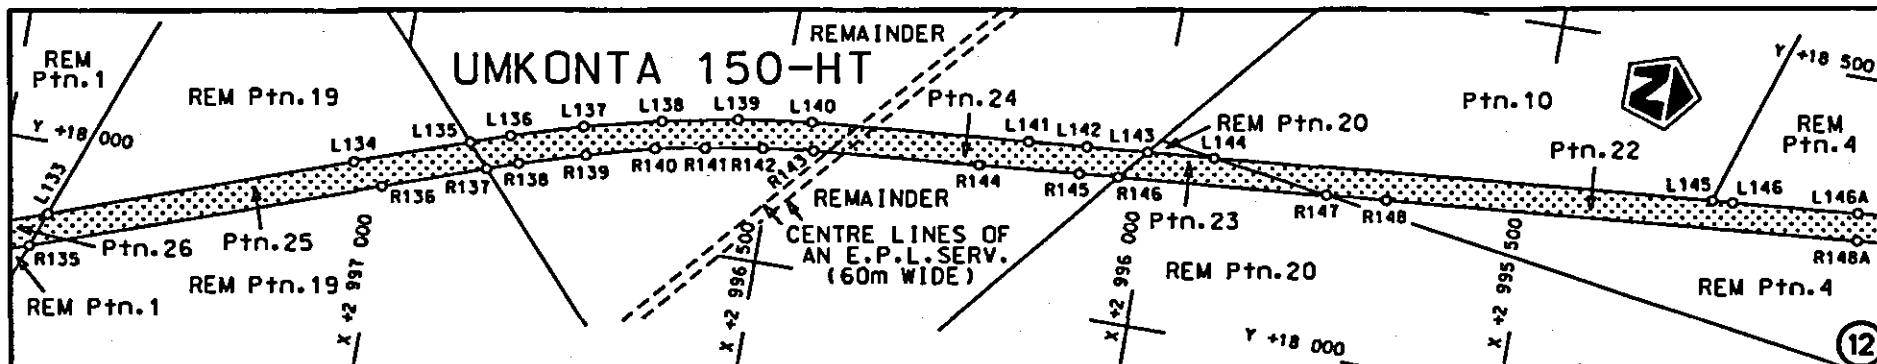 REM
Ptn.1
REM Ptn.19
UMKONTA 150-HT
REMAINDER
Ptn.24
Ptn.10
N
Y +18 500
REM
Ptn.4
Y +18 000
L133
L134
L135
L136
L137
L138
L139
L140
L141
L142
L143
REM Ptn.20
L144
Ptn.22
L145
L146
L146A
R135
R136
R137
R138
R139
R140
R141
R142
R143
R144
R145
R146
R147
R148
R148A
Ptn.26
Ptn.25
Ptn.23
REM Ptn.1
REM Ptn.19
X +2 997 000
REMAINDER
CENTRE LINES OF
AN E.P.L.SERV.
(60m WIDE)
X +2 996 500
X +2 996 000
REM Ptn.20
X +2 995 500
REM Ptn.4
Y +18 000
12